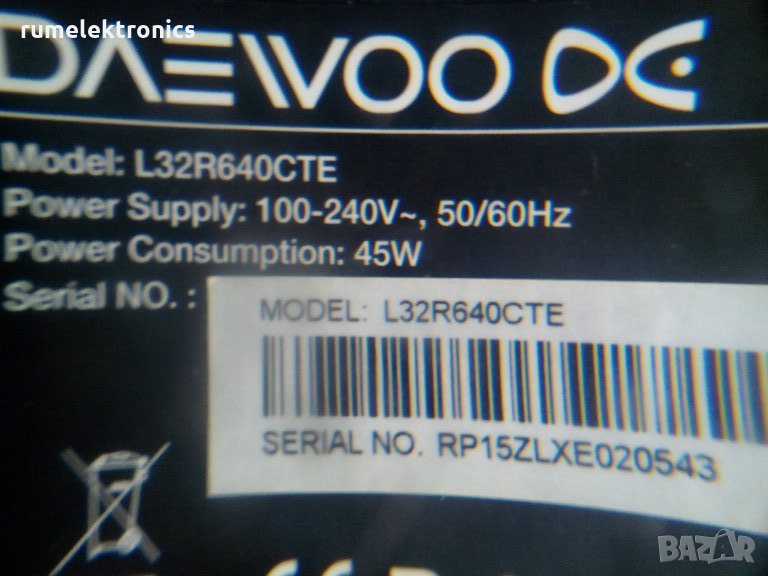 rumelektronics
DAEWOO
Model: L32R640CTE
Power Supply: 100-240V~, 50/60Hz
Power Consumption: 45W
Serial NO. :
MODEL: L32R640CTE
SERIAL NO. RP15ZLXE020543
BAZAR